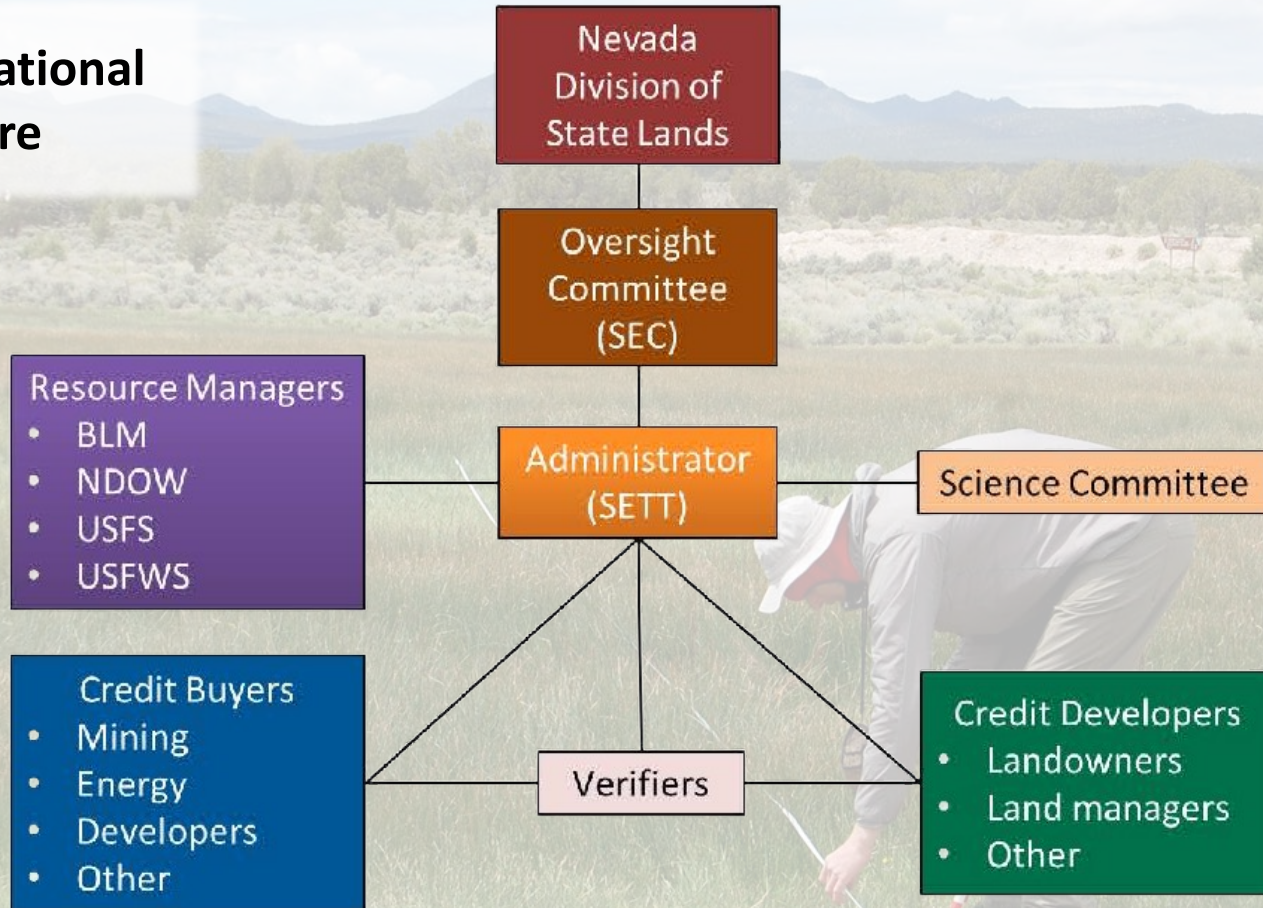 ational
re
Nevada
Division of
State Lands
Oversight
Committee
(SEC)
Resource Managers
• BLM
• NDOW
• USFS
• USFWS
Administrator
(SETT)
Science Committee
Credit Buyers
• Mining
• Energy
• Developers
• Other
Verifiers
Credit Developers
• Landowners
• Land managers
• Other